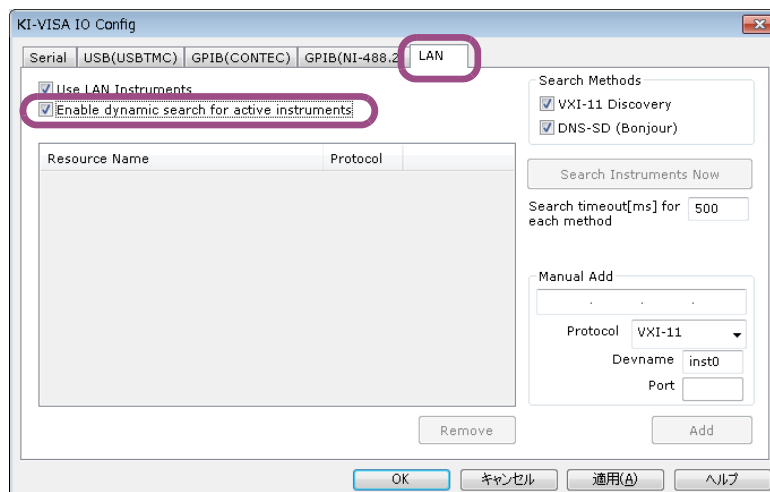 KI-VISA IO Config
Serial USB(USBTMC) GPIB(CONTEC) GPIB(NI-488.2 LAN
Use LAN Instruments
Enable dynamic search for active instruments
Resource Name Protocol
Search Methods
VXI-11 Discovery
DNS-SD (Bonjour)
Search Instruments Now
Search timeout[ms] for
each method
500
Manual Add
. . .
Protocol VXI-11
Devname inst0
Port
Remove Add
OK キャンセル 適用(A) ヘルプ